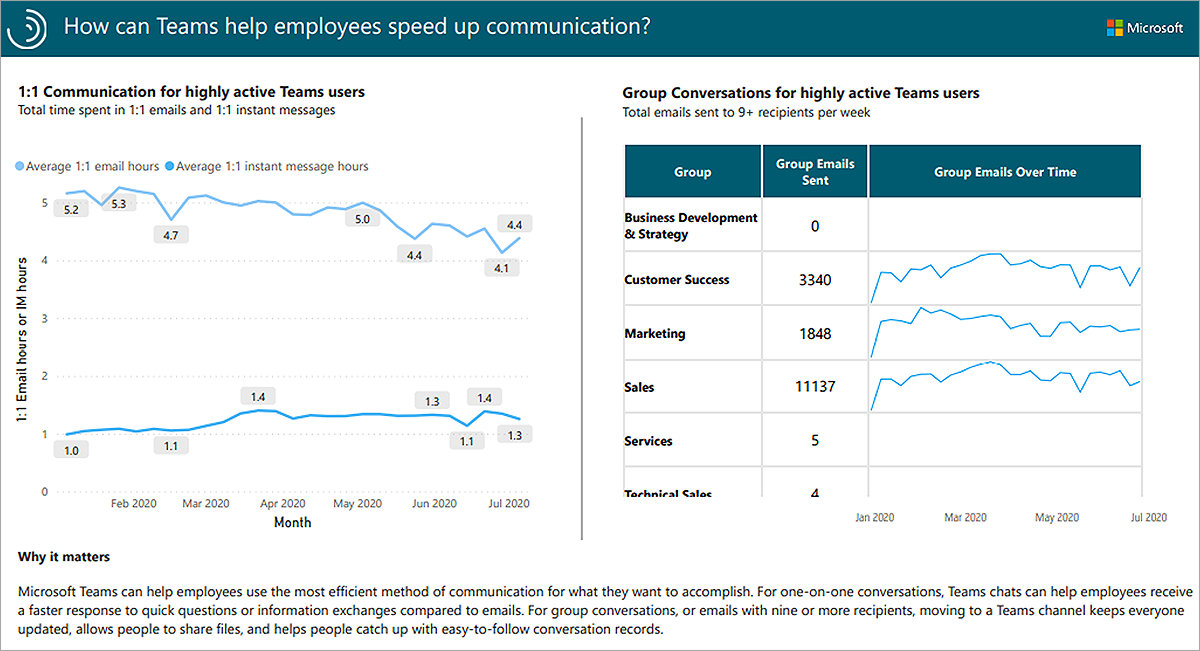 How can Teams help employees speed up communication?
Microsoft
1:1 Communication for highly active Teams users
Total time spent in 1:1 emails and 1:1 instant messages
Average 1:1 email hours Average 1:1 instant message hours
1:1 Email hours or IM hours
5
4
3
2
1
0
5.2
5.3
4.7
5.0
4.4
4.1
4.4
1.0
1.1
1.4
1.3
1.1
1.4
1.3
Feb 2020 Mar 2020 Apr 2020 May 2020 Jun 2020 Jul 2020
Month
Group Conversations for highly active Teams users
Total emails sent to 9+ recipients per week
Group
Group Emails
Sent
Group Emails Over Time
Business Development
& Strategy
0
Customer Success 3340
Marketing 1848
Sales 11137
Services 5
Technical Sales 4
Jan 2020 Mar 2020 May 2020 Jul 2020
Why it matters
Microsoft Teams can help employees use the most efficient method of communication for what they want to accomplish. For one-on-one conversations, Teams chats can help employees receive
a faster response to quick questions or information exchanges compared to emails. For group conversations, or emails with nine or more recipients, moving to a Teams channel keeps everyone
updated, allows people to share files, and helps people catch up with easy-to-follow conversation records.